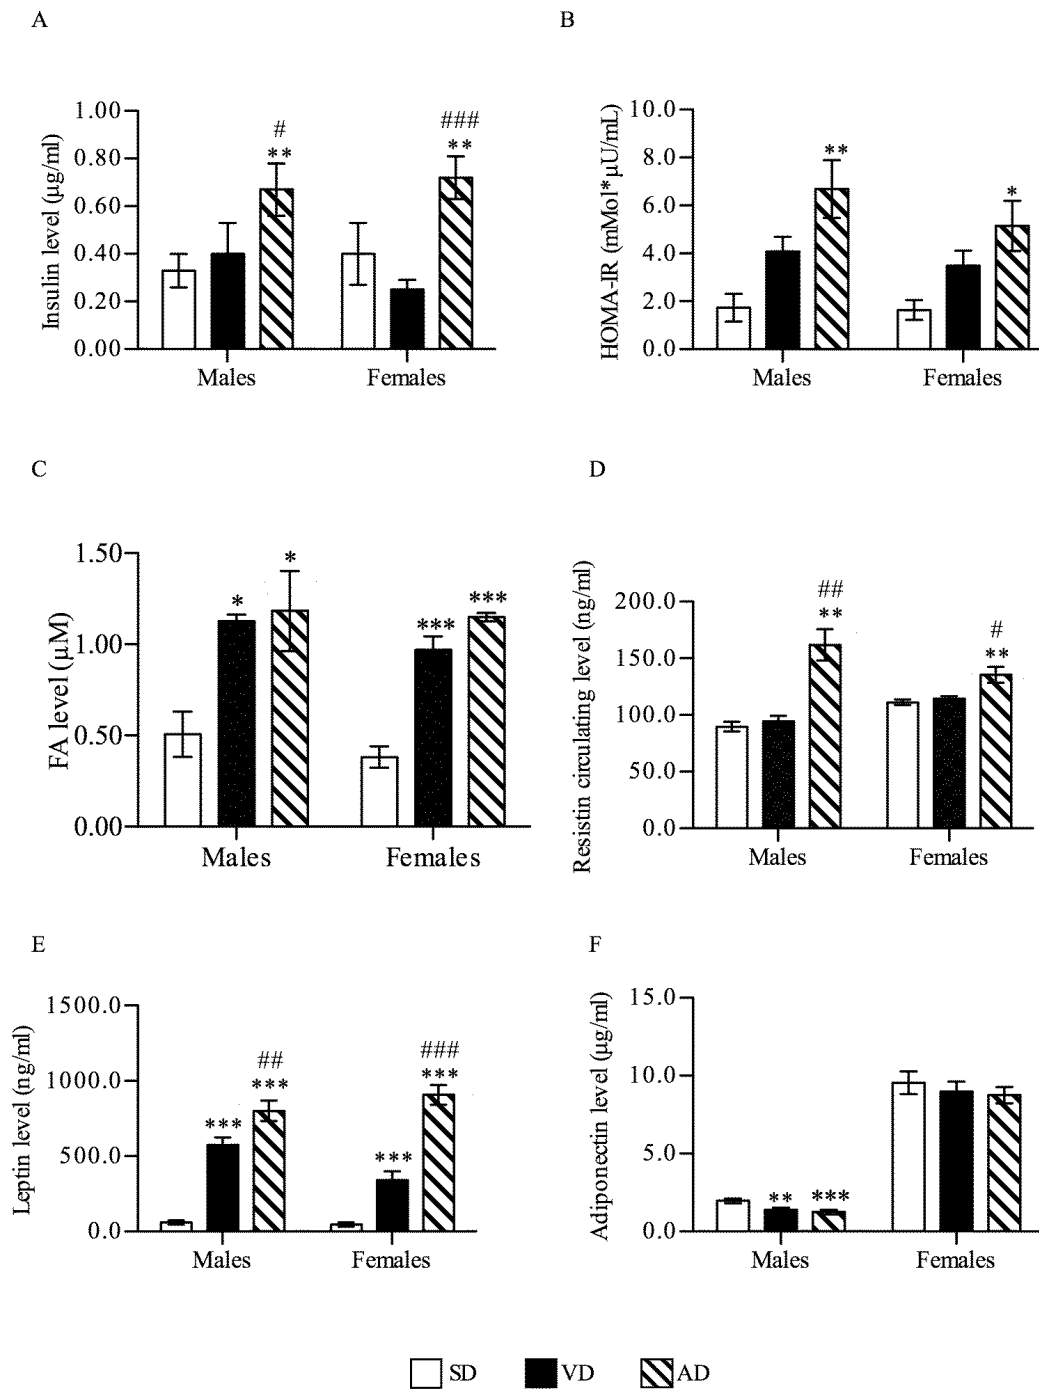 A
B
Insulin level (µg/ml)
1.00
0.80
0.60
0.40
0.20
0.00
#
**
###
**
Males
Females
HOMA-IR (mMol*µU/mL)
10.0
8.0
6.0
4.0
2.0
0.0
**
*
Males
Females
C
D
FA level (µM)
1.50
1.00
0.50
0.00
*
*
***
***
Males
Females
Resistin circulating level (ng/ml)
200.0
150.0
100.0
50.0
0.0
##
**
#
**
Males
Females
E
F
Leptin level (ng/ml)
1500.0
1000.0
500.0
0.0
***
##
***
***
###
***
Males
Females
Adiponectin level (µg/ml)
15.0
10.0
5.0
0.0
**
***
Males
Females
SD VD AD